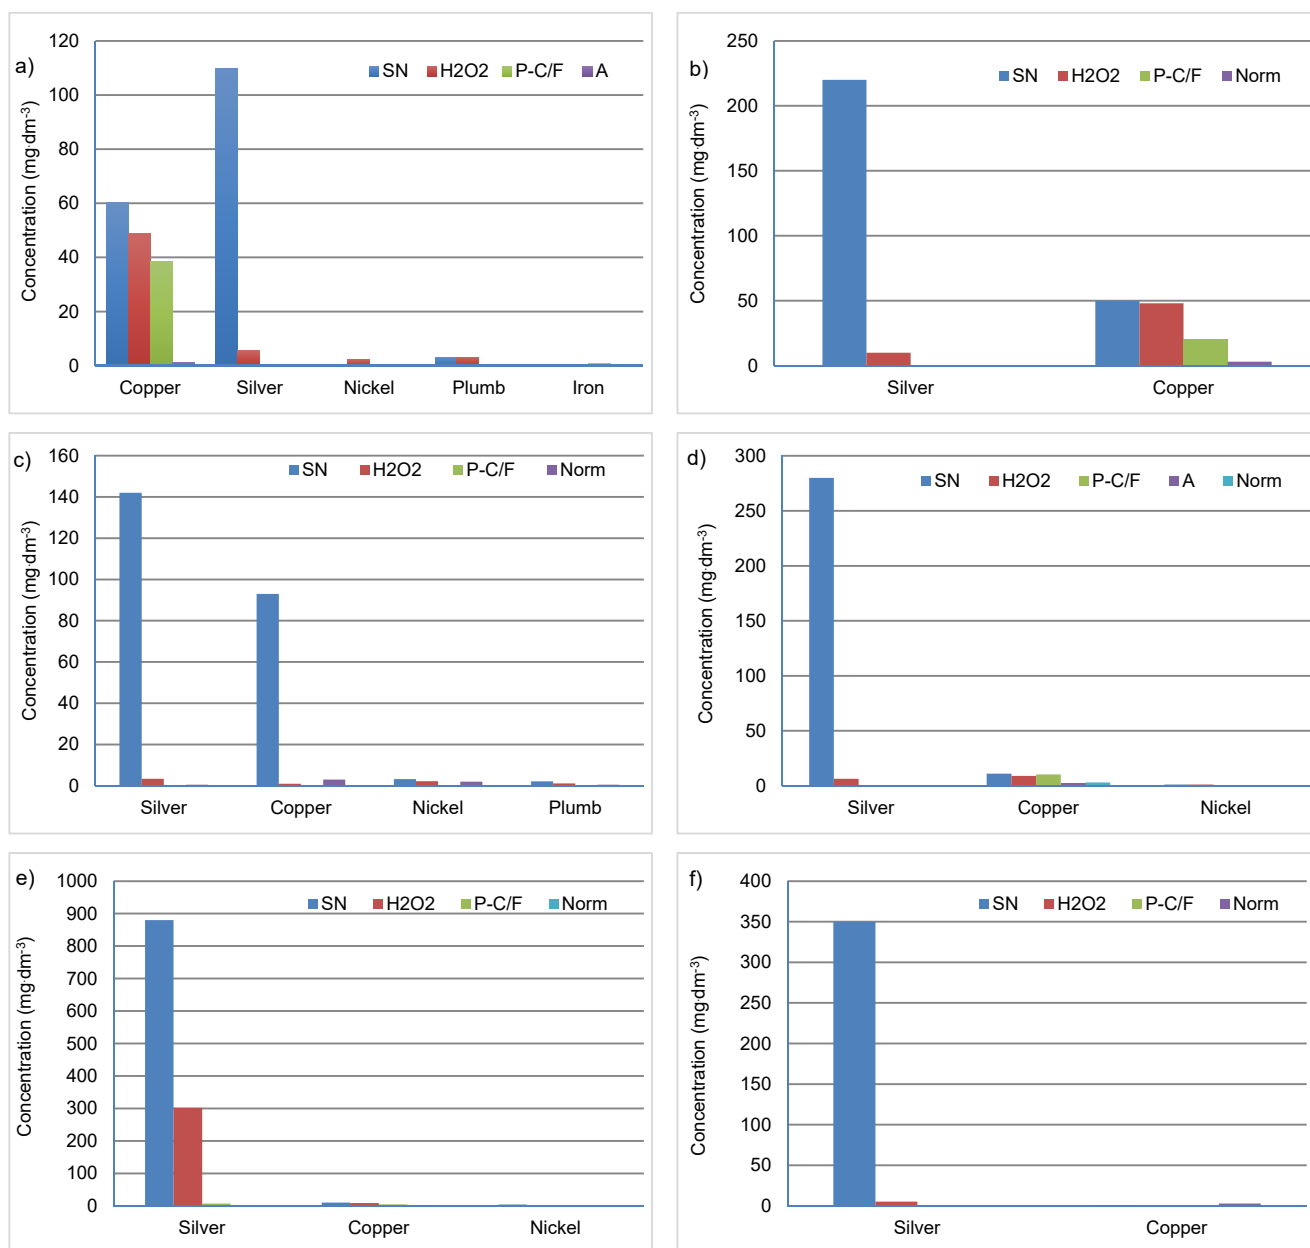 a)
Concentration (mg·dm-3)
120
100
80
60
40
20
0
SN H2O2 P-C/F A
Copper Silver Nickel Plumb Iron
b)
Concentration (mg·dm-3)
250
200
150
100
50
0
SN H2O2 P-C/F Norm
Silver Copper
c)
Concentration (mg·dm-3)
160
140
120
100
80
60
40
20
0
SN H2O2 P-C/F Norm
Silver Copper Nickel Plumb
d)
Concentration (mg·dm-3)
300
250
200
150
100
50
0
SN H2O2 P-C/F A Norm
Silver Copper Nickel
e)
Concentration (mg·dm-3)
1000
900
800
700
600
500
400
300
200
100
0
SN H2O2 P-C/F Norm
Silver Copper Nickel
f)
Concentration (mg·dm-3)
400
350
300
250
200
150
100
50
0
SN H2O2 P-C/F Norm
Silver Copper